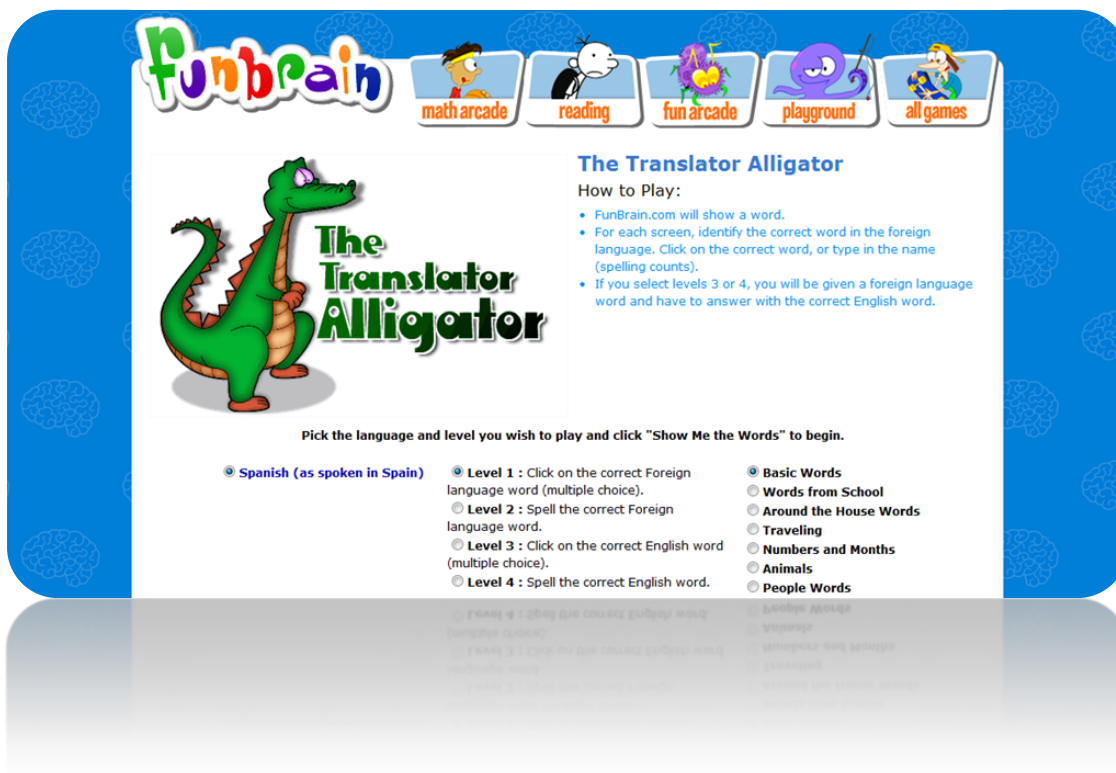 funbrain
math arcade
reading
fun arcade
playground
all games
The
Translator
Alligator
The Translator Alligator
How to Play:
FunBrain.com will show a word.
For each screen, identify the correct word in the foreign
language. Click on the correct word, or type in the name
(spelling counts).
If you select levels 3 or 4, you will be given a foreign language
word and have to answer with the correct English word.
Pick the language and level you wish to play and click "Show Me the Words" to begin.
Spanish (as spoken in Spain)
Level 1 : Click on the correct Foreign
language word (multiple choice).
Level 2 : Spell the correct Foreign
language word.
Level 3 : Click on the correct English word
(multiple choice).
Level 4 : Spell the correct English word.
Basic Words
Words from School
Around the House Words
Traveling
Numbers and Months
Animals
People Words